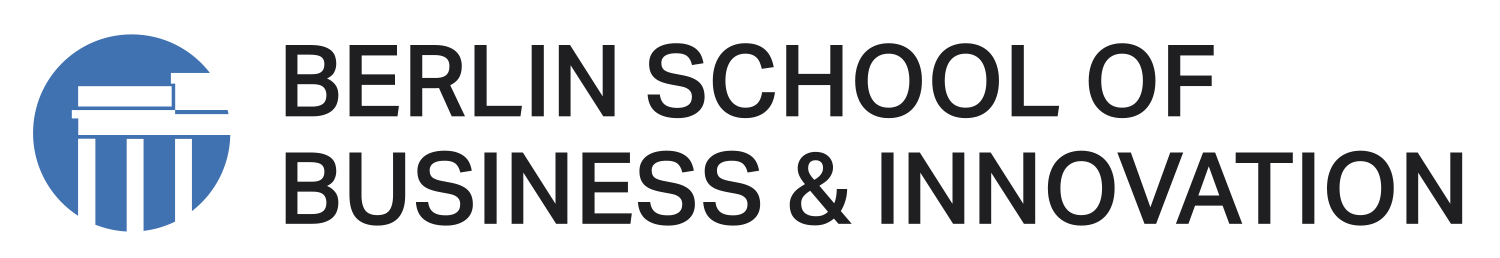 BERLIN SCHOOL OF
BUSINESS & INNOVATION